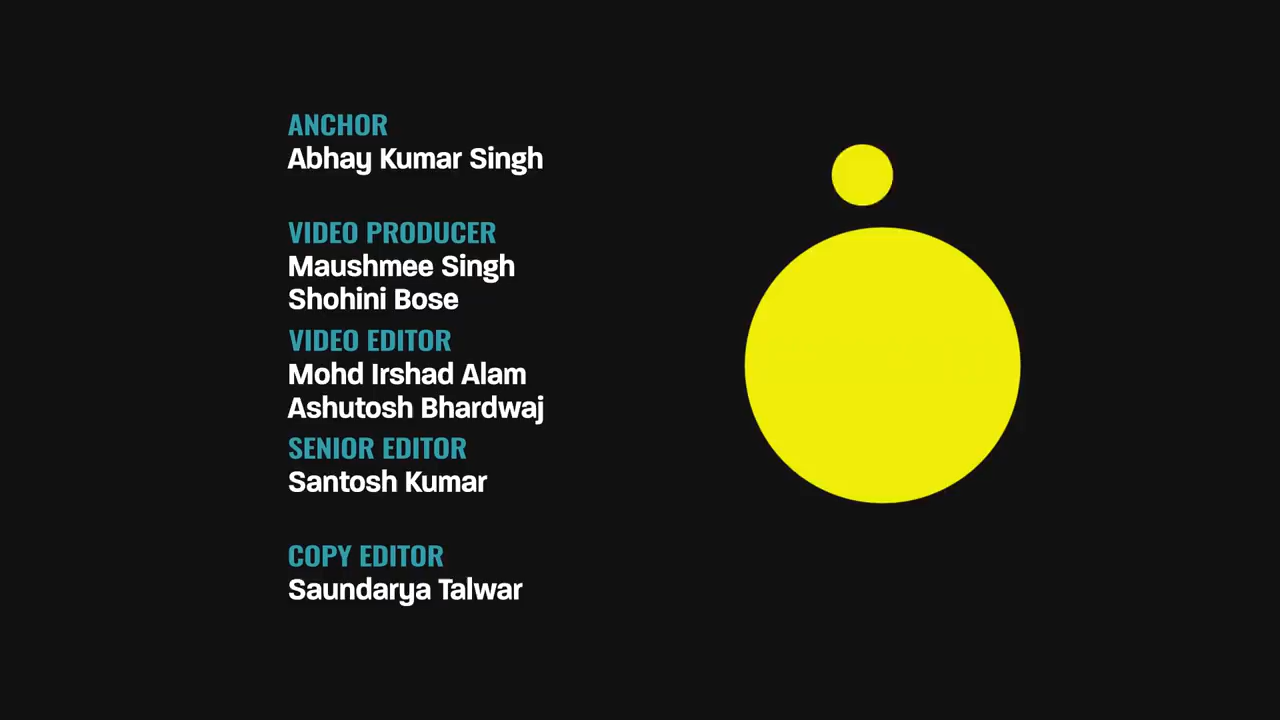 ANCHOR
Abhay Kumar Singh
VIDEO PRODUCER
Maushmee Singh
Shohini Bose
VIDEO EDITOR
Mohd Irshad Alam
Ashutosh Bhardwaj
SENIOR EDITOR
Santosh Kumar
COPY EDITOR
Saundarya Talwar